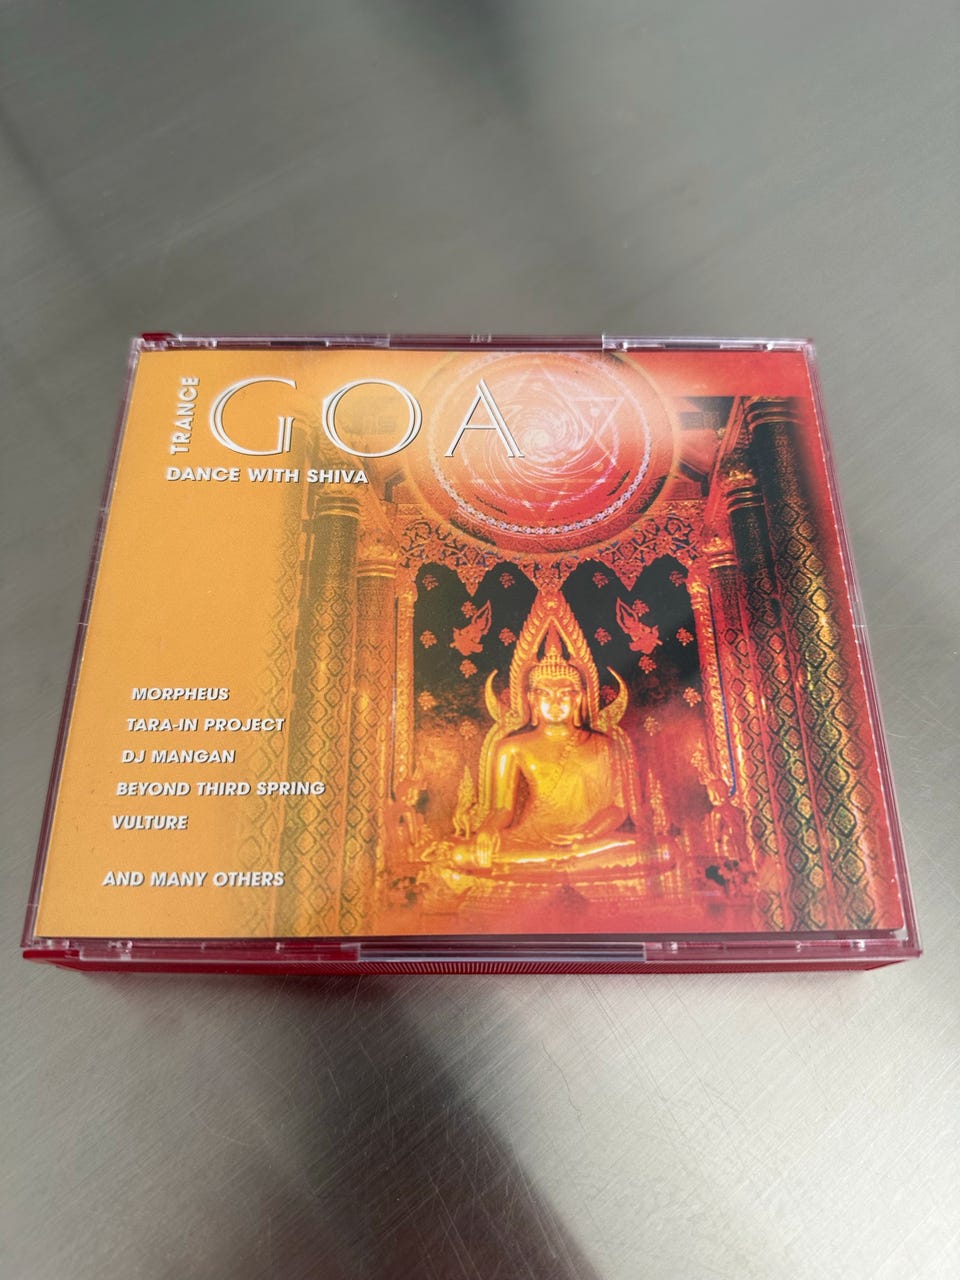 TRANCE
GOA
DANCE WITH SHIVA
MORPHEUS
TARA-IN PROJECT
DJ MANGAN
BEYOND THIRD SPRING
VULTURE
AND MANY OTHERS